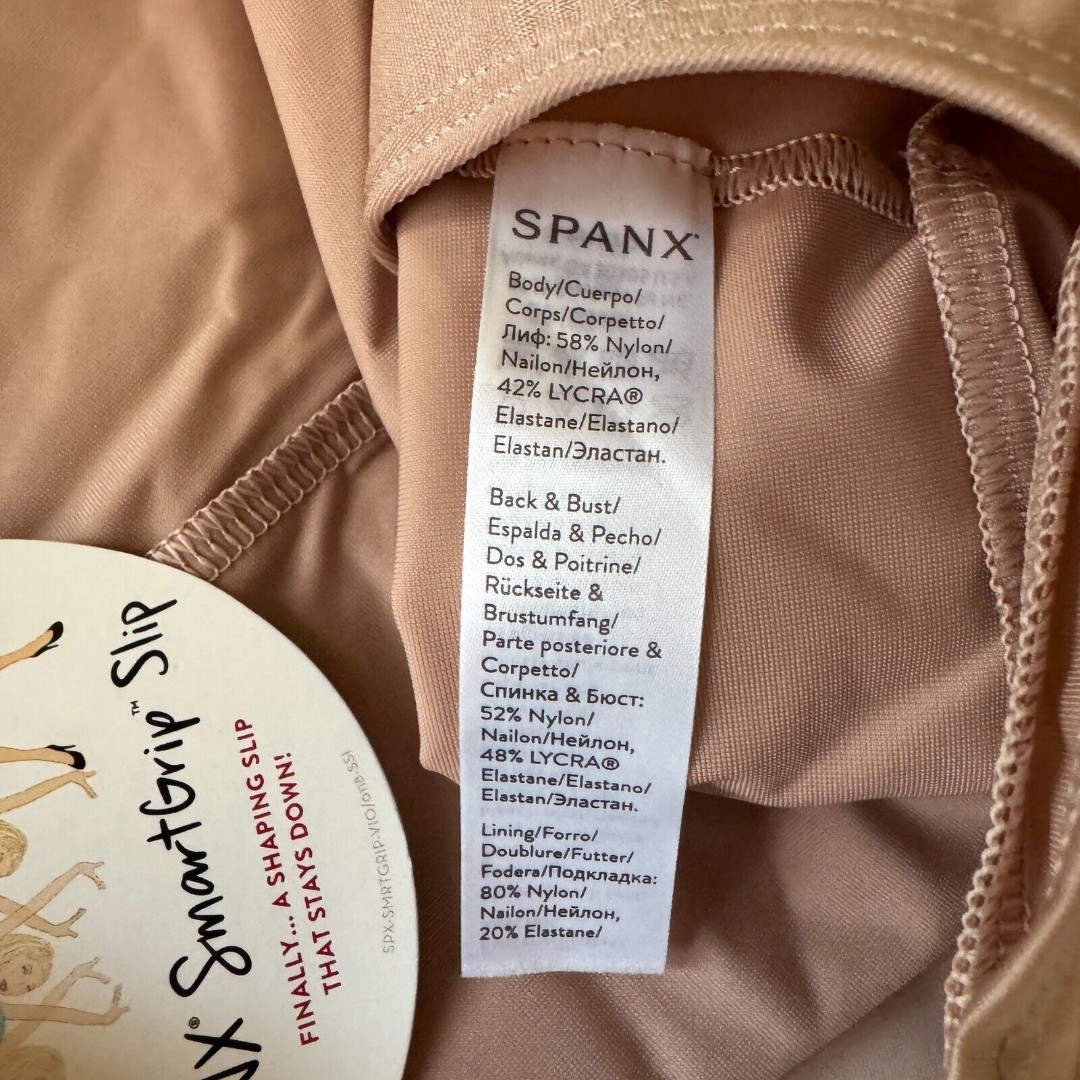 SPANX
Body/Cuerpo/
Corps/Corpetto/
Лиф: 58% Nylon/
Nailon/Нейлон,
42% LYCRA®
Elastane/Elastano/
Elastan/Эластан.
Back & Bust/
Espalda & Pecho/
Dos & Poitrine/
Rückseite &
Brustumfang/
Parte posteriore &
Corpetto/
Спинка & Бюст:
52% Nylon/
Nailon/Нейлон,
48% LYCRA®
Elastane/Elastano/
Elastan/Эластан.
Lining/Forro/
Doublure/Futter/
Fodera/Подкладка:
80% Nylon/
Nailon/Нейлон,
20% Elastane/
NX® SmartGrip™ Slip
FINALLY... A SHAPING SLIP
THAT STAYS DOWN!